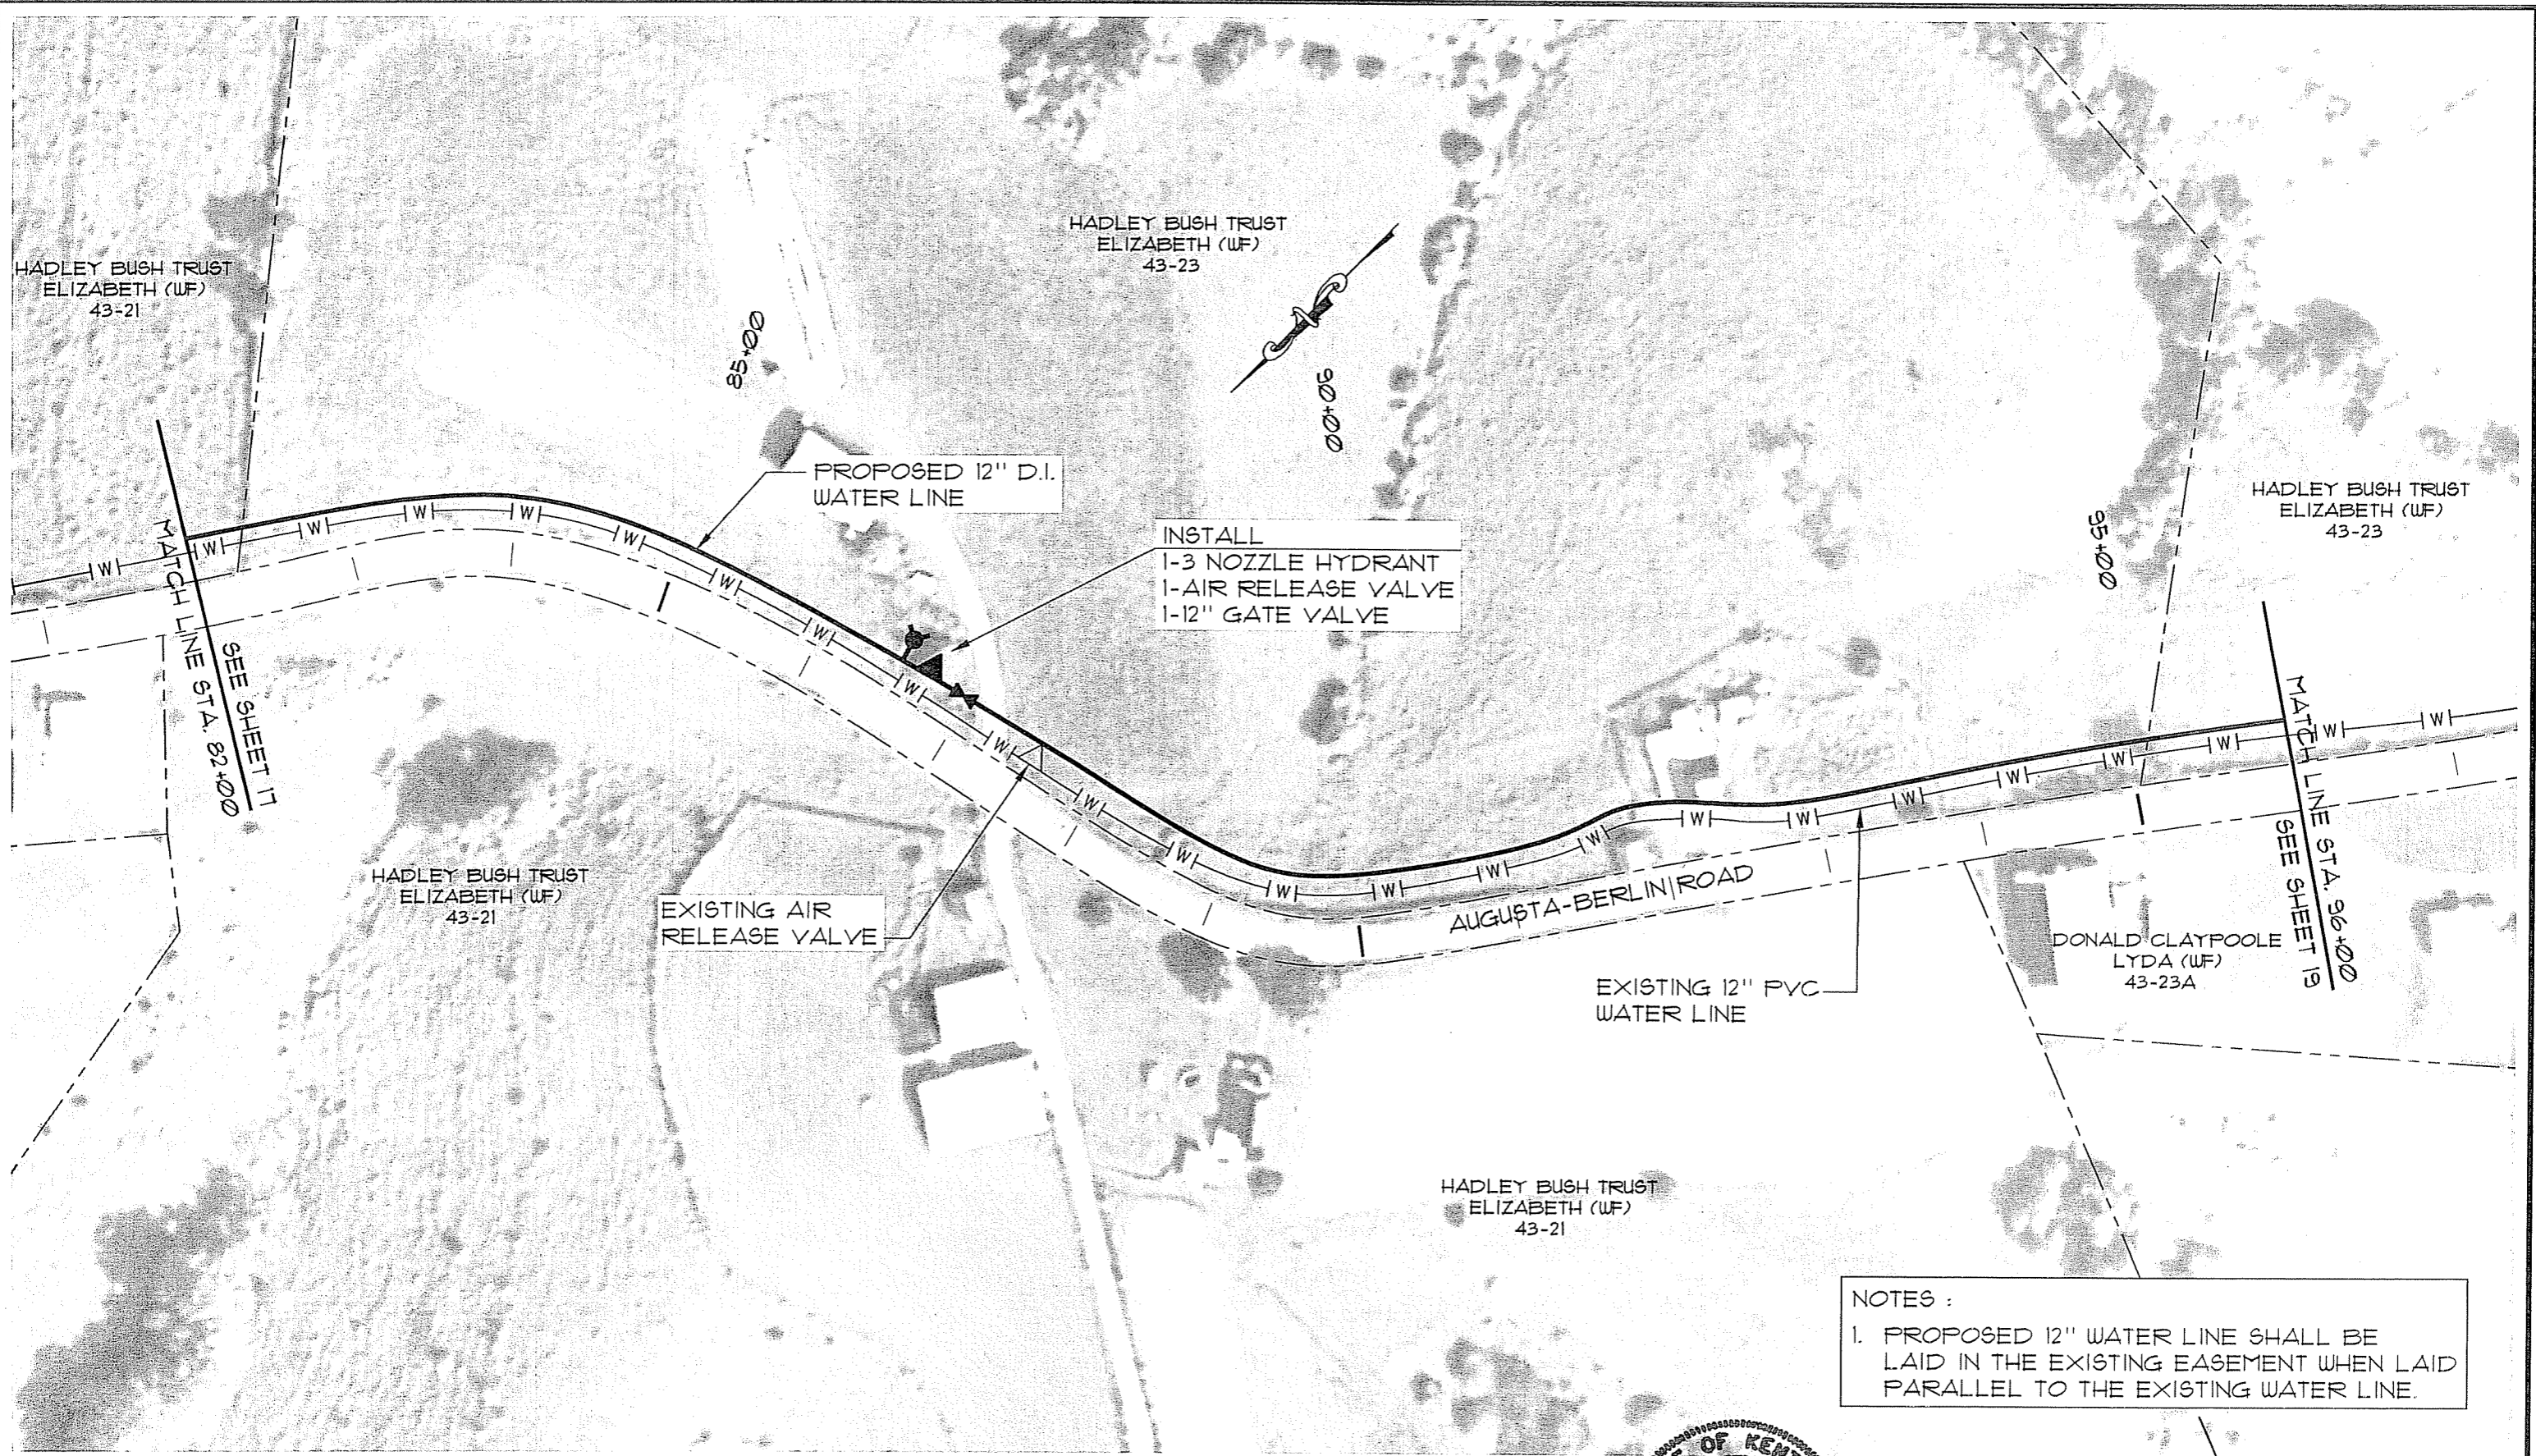 HADLEY BUSH TRUST
ELIZABETH (WF)
43-21
HADLEY BUSH TRUST
ELIZABETH (WF)
43-23
N
85+00
90+00
95+00
PROPOSED 12" D.I.
WATER LINE
INSTALL
1-3 NOZZLE HYDRANT
1-AIR RELEASE VALVE
1-12" GATE VALVE
HADLEY BUSH TRUST
ELIZABETH (WF)
43-23
MATCH LINE STA. 82+00
SEE SHEET 17
W W W W W W W W W W W W W W W W W W W W W W W W
HADLEY BUSH TRUST
ELIZABETH (WF)
43-21
EXISTING AIR
RELEASE VALVE
AUGUSTA-BERLIN ROAD
EXISTING 12" PVC
WATER LINE
DONALD CLAYPOOLE
LYDA (WF)
43-23A
MATCH LINE STA. 96+00
SEE SHEET 19
HADLEY BUSH TRUST
ELIZABETH (WF)
43-21
NOTES :
1. PROPOSED 12" WATER LINE SHALL BE
LAID IN THE EXISTING EASEMENT WHEN LAID
PARALLEL TO THE EXISTING WATER LINE.
OF